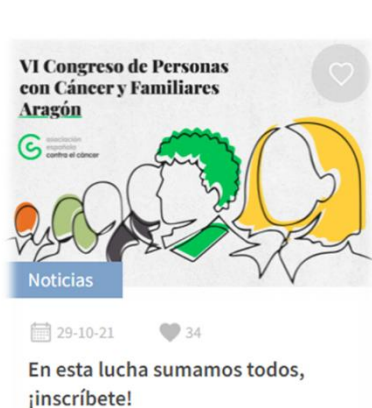 VI Congreso de Personas
con Cáncer y Familiares
Aragón
asociación
española
contra el cáncer
Noticias
29-10-21
34
En esta lucha sumamos todos,
¡inscríbete!